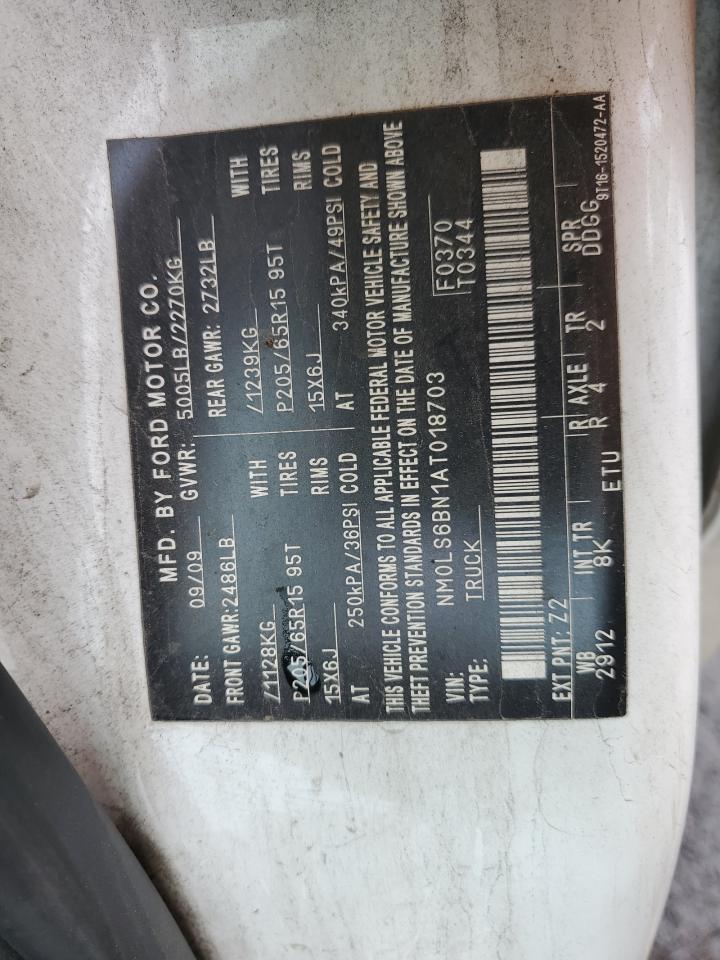 MFD. BY FORD MOTOR CO.
DATE: 09/09 GVWR: 5005LB/2270KG
FRONT GAWR:2486LB REAR GAWR: 2732LB
/1128KG WITH /1239KG WITH
P205/65R15 95T TIRES P205/65R15 95T TIRES
15X6J RIMS 15X6J RIMS
AT 250kPA/36PSI COLD AT 340kPA/49PSI COLD
THIS VEHICLE CONFORMS TO ALL APPLICABLE FEDERAL MOTOR VEHICLE SAFETY AND
THEFT PREVENTION STANDARDS IN EFFECT ON THE DATE OF MANUFACTURE SHOWN ABOVE
VIN: NM0LS6BN1AT018703 F0370
TYPE: TRUCK T0344
EXT PNT: Z2
WB INT TR R AXLE TR SPR
2912 8K R 4 2 DDGG
ETU
9T16-1520472-AA